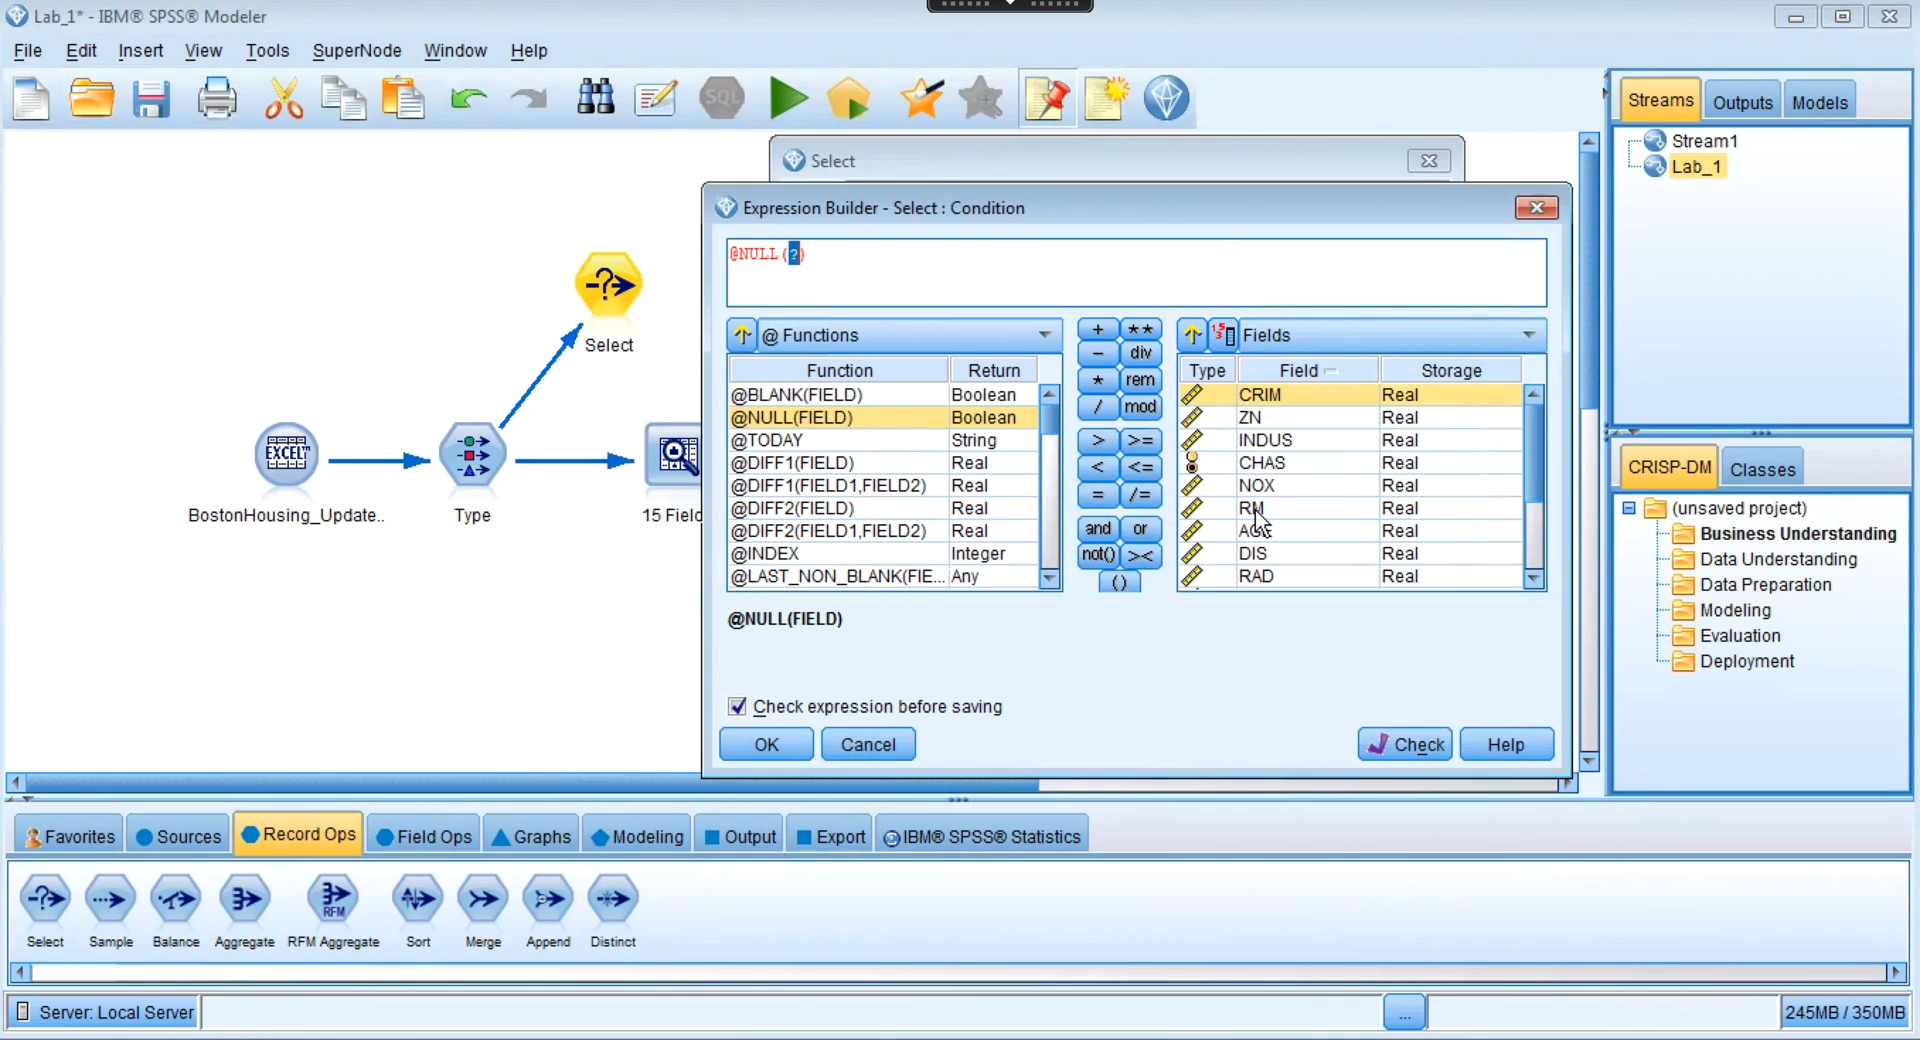 Lab_1* - IBM® SPSS® Modeler
File Edit Insert View Tools SuperNode Window Help
SQL
Streams Outputs Models
Stream1
Lab_1
Select
Expression Builder - Select : Condition
@NULL(?)
@ Functions
Function Return
@BLANK(FIELD) Boolean
@NULL(FIELD) Boolean
@TODAY String
@DIFF1(FIELD) Real
@DIFF1(FIELD1,FIELD2) Real
@DIFF2(FIELD) Real
@DIFF2(FIELD1,FIELD2) Real
@INDEX Integer
@LAST_NON_BLANK(FIE... Any
+ **
- div
* rem
/ mod
> >=
< <=
= /=
and or
not() ><
()
Fields
Type Field Storage
CRIM Real
ZN Real
INDUS Real
CHAS Real
NOX Real
RM Real
AGE Real
DIS Real
RAD Real
@NULL(FIELD)
Check expression before saving
OK Cancel Check Help
Select
EXCEL™
BostonHousing_Update..
Type
15 Field
CRISP-DM Classes
(unsaved project)
Business Understanding
Data Understanding
Data Preparation
Modeling
Evaluation
Deployment
Favorites Sources Record Ops Field Ops Graphs Modeling Output Export IBM® SPSS® Statistics
RFM
Select Sample Balance Aggregate RFM Aggregate Sort Merge Append Distinct
Server: Local Server ... 245MB / 350MB